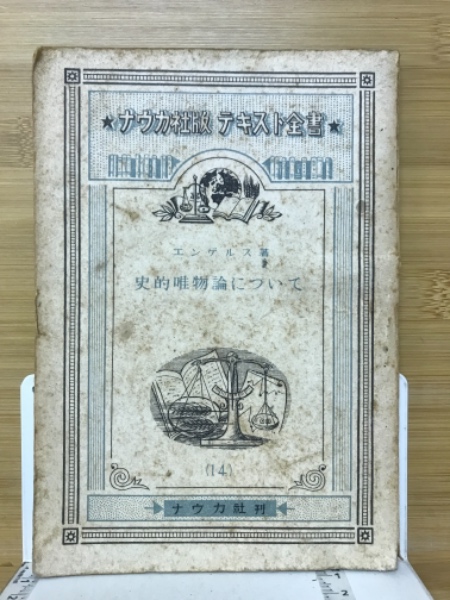 ★ナウカ社版 テキスト全書★
エンゲルス著
史的唯物論について
(14)
ナウカ社刊